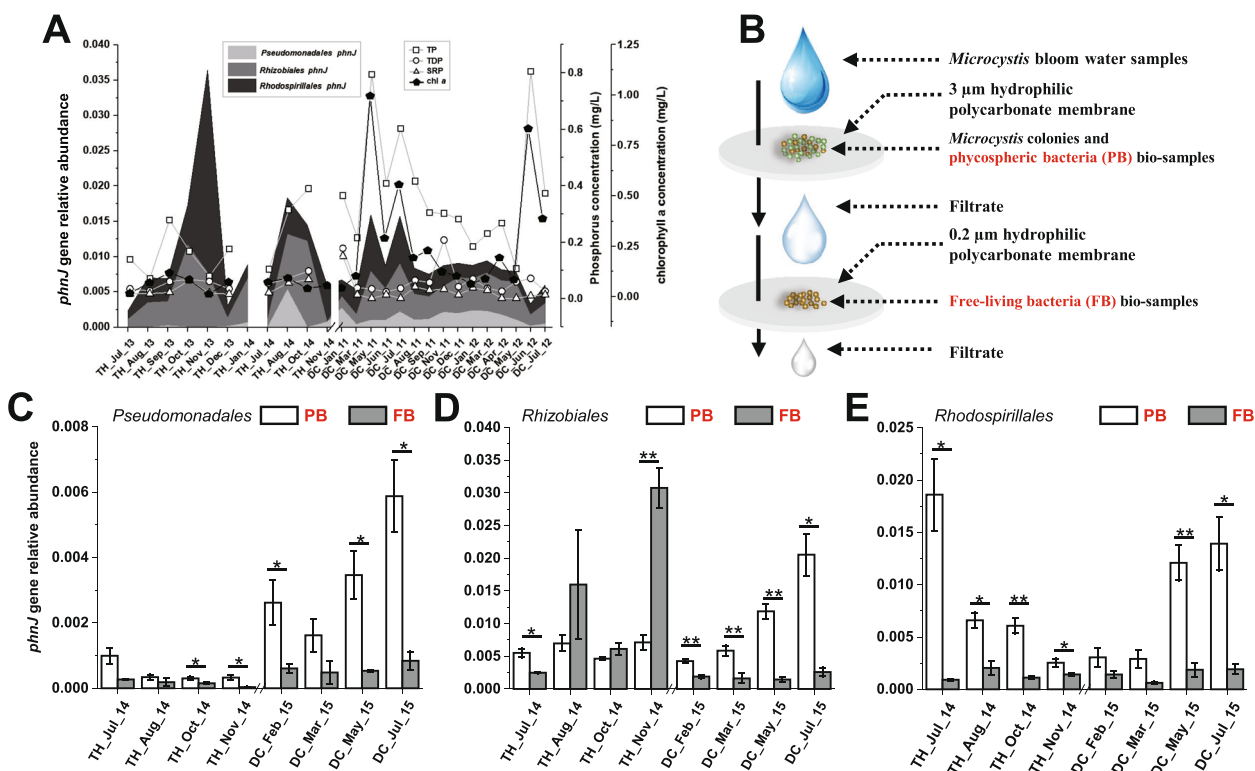 A
B
0.040
0.035
0.030
0.025
0.020
0.015
0.010
0.005
0.000
phnJ gene relative abundance
Pseudomonadales phnJ
Rhizobiales phnJ
Rhodospirillales phnJ
TP
TDP
SRP
chl a
0.8
0.6
0.4
0.2
0.0
Phosphorus concentration (mg/L)
1.25
1.00
0.75
0.50
0.25
0.00
chlorophyll a concentration (mg/L)
TH_Jul_13
TH_Aug_13
TH_Sep_13
TH_Oct_13
TH_Nov_13
TH_Dec_13
TH_Jan_14
TH_Jul_14
TH_Aug_14
TH_Oct_14
TH_Nov_14
DC_Jan_11
DC_Mar_11
DC_May_11
DC_Jun_11
DC_Jul_11
DC_Aug_11
DC_Sep_11
DC_Nov_11
DC_Dec_11
DC_Jan_12
DC_Mar_12
DC_Apr_12
DC_May_12
DC_Jun_12
DC_Jul_12
Microcystis bloom water samples
3 μm hydrophilic
polycarbonate membrane
Microcystis colonies and
phycospheric bacteria (PB) bio-samples
Filtrate
0.2 μm hydrophilic
polycarbonate membrane
Free-living bacteria (FB) bio-samples
Filtrate
C
Pseudomonadales PB FB
0.008
0.006
0.004
0.002
0.000
phnJ gene relative abundance
* * * * *
TH_Jul_14
TH_Aug_14
TH_Oct_14
TH_Nov_14
DC_Feb_15
DC_Mar_15
DC_May_15
DC_Jul_15
D
Rhizobiales PB FB
0.040
0.035
0.030
0.025
0.020
0.015
0.010
0.005
0.000
* ** ** ** ** *
TH_Jul_14
TH_Aug_14
TH_Oct_14
TH_Nov_14
DC_Feb_15
DC_Mar_15
DC_May_15
DC_Jul_15
E
Rhodospirillales PB FB
0.025
0.020
0.015
0.010
0.005
0.000
* * ** * ** *
TH_Jul_14
TH_Aug_14
TH_Oct_14
TH_Nov_14
DC_Feb_15
DC_Mar_15
DC_May_15
DC_Jul_15